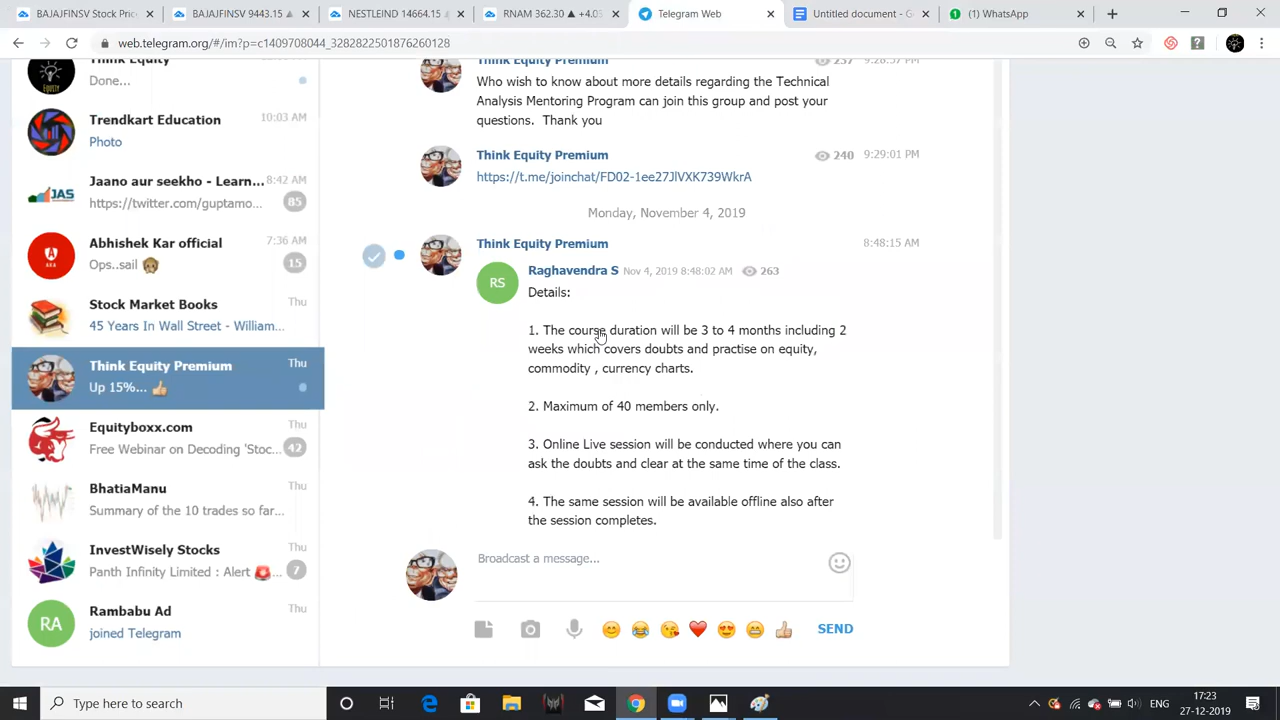 BAJAJFINSV Stock Pric
BAJAJFINSV 9443.15
NESTLEIND 14664.15
RNAM 362.30 ▲ +4.0
Telegram Web
Untitled document - G
(1) WhatsApp
web.telegram.org/#/im?p=c1409708044_3282822501876260128
Think Equity
Done...
Trendkart Education
10:03 AM
Photo
Jaano aur seekho - Learn...
8:42 AM
https://twitter.com/guptamo...
85
Abhishek Kar official
7:36 AM
Ops..sail 🙊
15
Stock Market Books
Thu
45 Years In Wall Street - William...
Think Equity Premium
Thu
Up 15%... 👍
Equityboxx.com
Thu
Free Webinar on Decoding 'Stoc...
42
BhatiaManu
Thu
Summary of the 10 trades so far...
InvestWisely Stocks
Thu
Panth Infinity Limited : Alert 🚨...
7
RA
Rambabu Ad
Thu
joined Telegram
Think Equity Premium
237
9:28:57 PM
Who wish to know about more details regarding the Technical
Analysis Mentoring Program can join this group and post your
questions. Thank you
Think Equity Premium
240
9:29:01 PM
https://t.me/joinchat/FD02-1ee27JlVXK739WkrA
Monday, November 4, 2019
Think Equity Premium
8:48:15 AM
RS
Raghavendra S Nov 4, 2019 8:48:02 AM 263
Details:
1. The course duration will be 3 to 4 months including 2
weeks which covers doubts and practise on equity,
commodity , currency charts.
2. Maximum of 40 members only.
3. Online Live session will be conducted where you can
ask the doubts and clear at the same time of the class.
4. The same session will be available offline also after
the session completes.
Broadcast a message...
SEND
Type here to search
ENG
17:23
27-12-2019